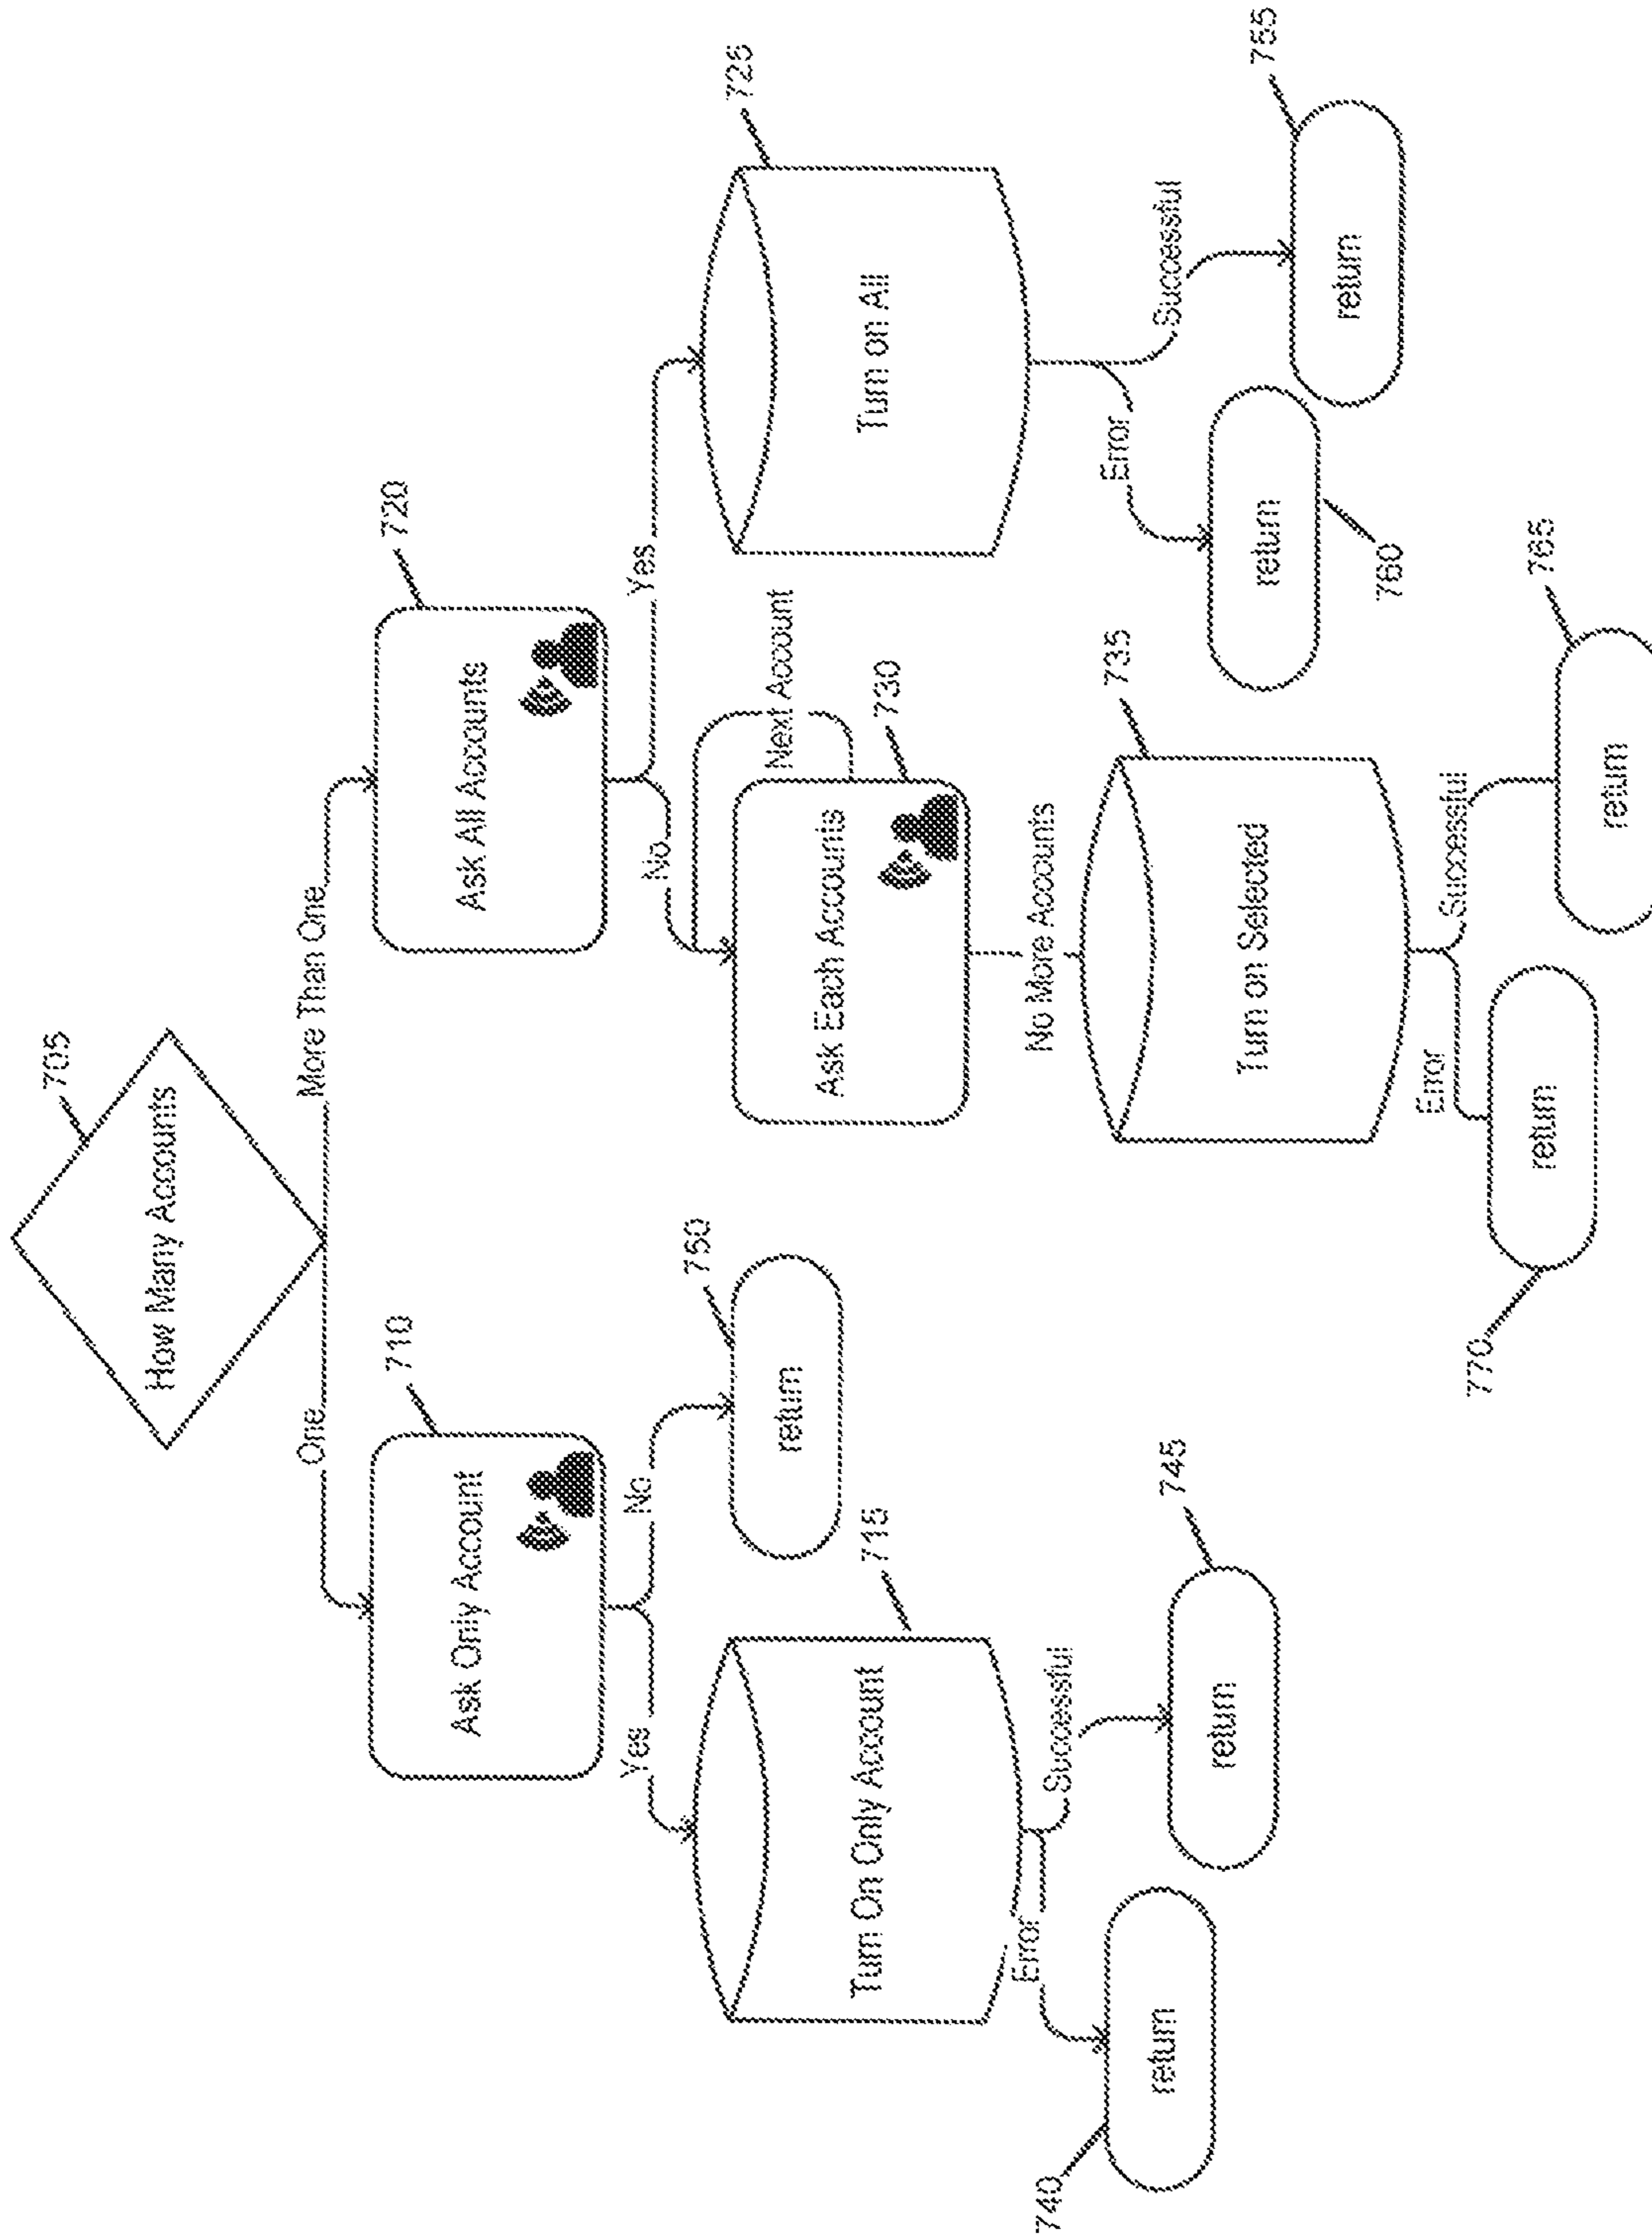 705
How Many Accounts
One
More Than One
710
Ask Only Account
720
Ask All Accounts
Yes
No
No
Yes
750
return
Next Account
725
Turn on All
715
Turn On Only Account
730
Ask Each Accounts
Error
Successful
No More Accounts
Error
Successful
740
return
745
return
735
Turn on Selected
760
return
755
return
Error
Successful
770
return
765
return